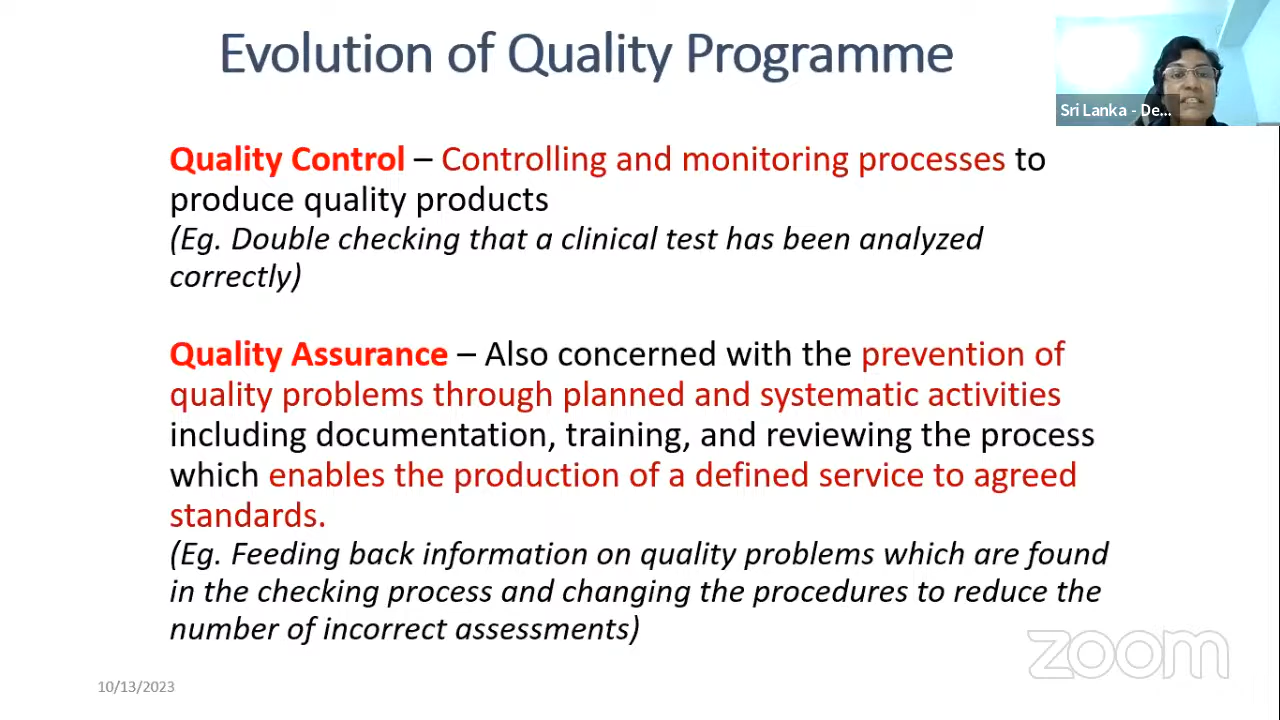 Evolution of Quality Programme
Sri Lanka - De...
Quality Control – Controlling and monitoring processes to
produce quality products
(Eg. Double checking that a clinical test has been analyzed
correctly)
Quality Assurance – Also concerned with the prevention of
quality problems through planned and systematic activities
including documentation, training, and reviewing the process
which enables the production of a defined service to agreed
standards.
(Eg. Feeding back information on quality problems which are found
in the checking process and changing the procedures to reduce the
number of incorrect assessments)
zoom
10/13/2023